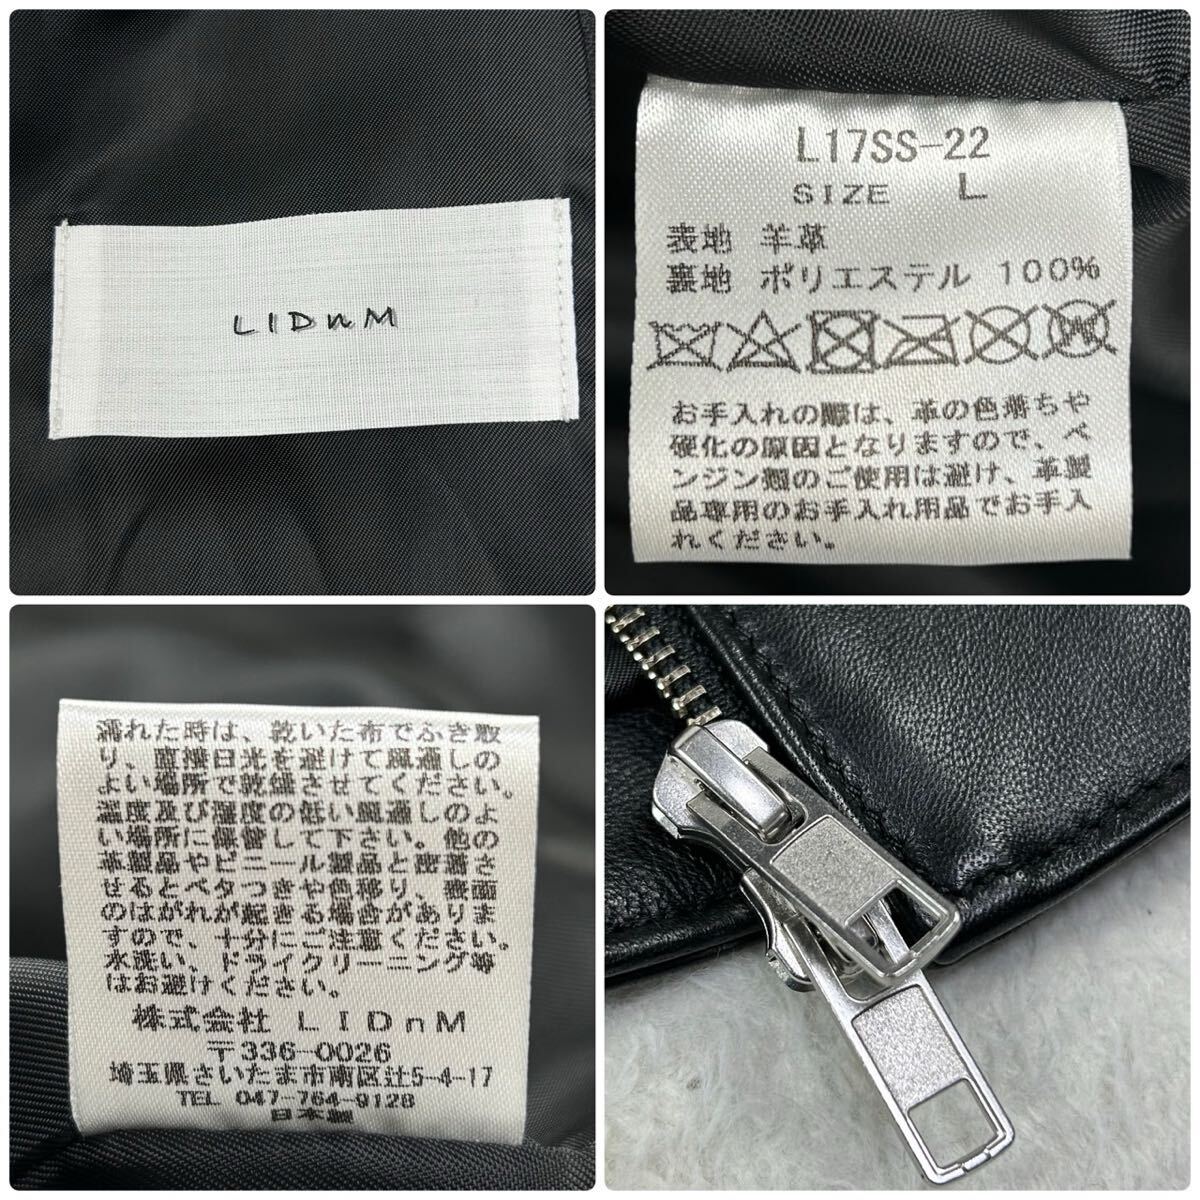 LIDnM
L17SS-22
SIZE L
表地 羊革
裏地 ポリエステル 100%
お手入れの際は、革の色落ちや
硬化の原因となりますので、ベ
ンジン類のご使用は避け、革製
品専用のお手入れ用品でお手入
れください。
濡れた時は、乾いた布でふき取
り、直接日光を避けて風通しの
よい場所で乾燥させてください。
温度及び湿度の低い風通しのよ
い場所に保管して下さい。他の
革製品やビニール製品と密着さ
せるとベタつきや色移り、表面
のはがれが起きる場合がありま
すので、十分にご注意ください。
水洗い、ドライクリーニング等
はお避けください。
株式会社 LIDnM
〒336-0026
埼玉県さいたま市南区辻5-4-17
TEL 047-764-9128
日本製